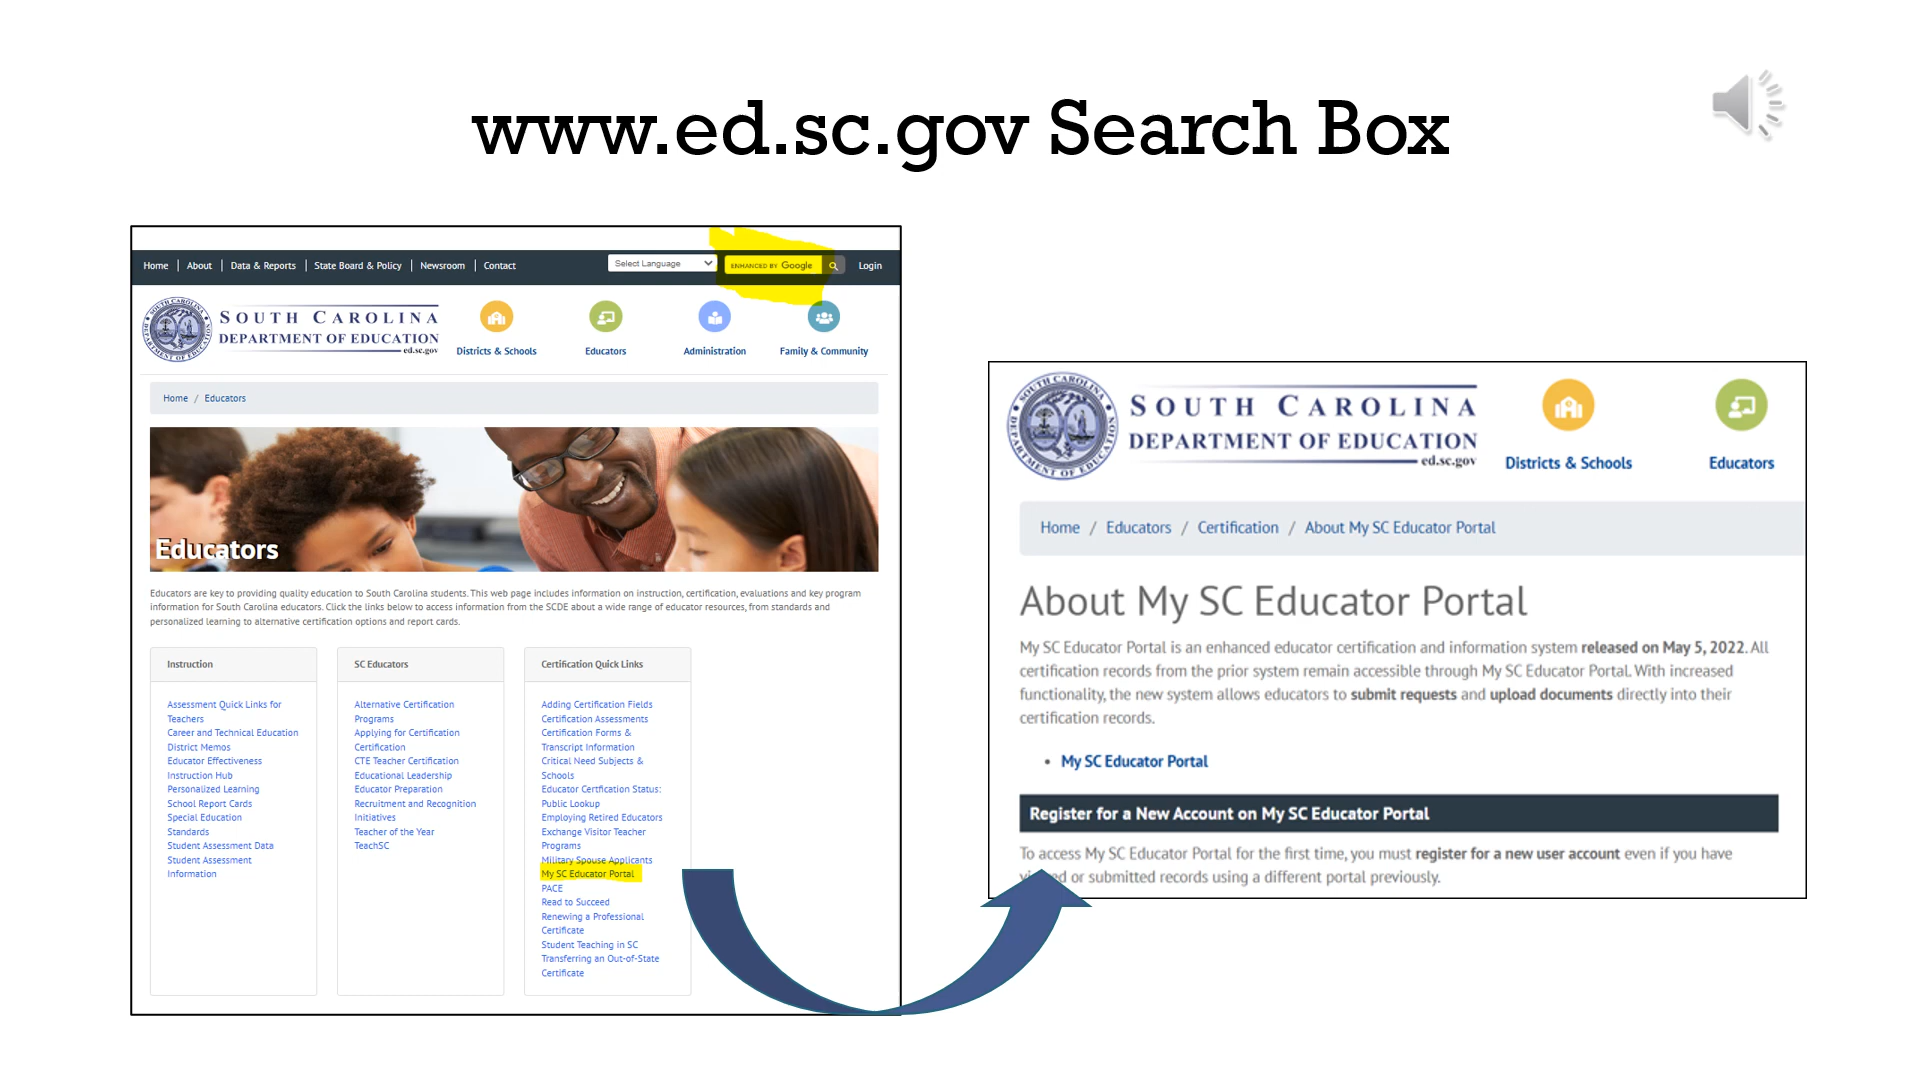 www.ed.sc.gov Search Box
Home | About | Data & Reports | State Board & Policy | Newsroom | Contact
Select Language
ENHANCED BY Google
Login
SOUTH CAROLINA
DEPARTMENT OF EDUCATION
ed.sc.gov
Districts & Schools
Educators
Administration
Family & Community
Home / Educators
Educators
Educators are key to providing quality education to South Carolina students. This web page includes information on instruction, certification, evaluations and key program
information for South Carolina educators. Click the links below to access information from the SCDE about a wide range of educator resources, from standards and
personalized learning to alternative certification options and report cards.
Instruction
Assessment Quick Links for
Teachers
Career and Technical Education
District Memos
Educator Effectiveness
Instruction Hub
Personalized Learning
School Report Cards
Special Education
Standards
Student Assessment Data
Student Assessment
Information
SC Educators
Alternative Certification
Programs
Applying for Certification
Certification
CTE Teacher Certification
Educational Leadership
Educator Preparation
Recruitment and Recognition
Initiatives
Teacher of the Year
TeachSC
Certification Quick Links
Adding Certification Fields
Certification Assessments
Certification Forms &
Transcript Information
Critical Need Subjects &
Schools
Educator Certfication Status:
Public Lookup
Employing Retired Educators
Exchange Visitor Teacher
Programs
Military Spouse Applicants
My SC Educator Portal
PACE
Read to Succeed
Renewing a Professional
Certificate
Student Teaching in SC
Transferring an Out-of-State
Certificate
SOUTH CAROLINA
DEPARTMENT OF EDUCATION
ed.sc.gov
Districts & Schools
Educators
Home / Educators / Certification / About My SC Educator Portal
About My SC Educator Portal
My SC Educator Portal is an enhanced educator certification and information system released on May 5, 2022. All
certification records from the prior system remain accessible through My SC Educator Portal. With increased
functionality, the new system allows educators to submit requests and upload documents directly into their
certification records.
• My SC Educator Portal
Register for a New Account on My SC Educator Portal
To access My SC Educator Portal for the first time, you must register for a new user account even if you have
or submitted records using a different portal previously.